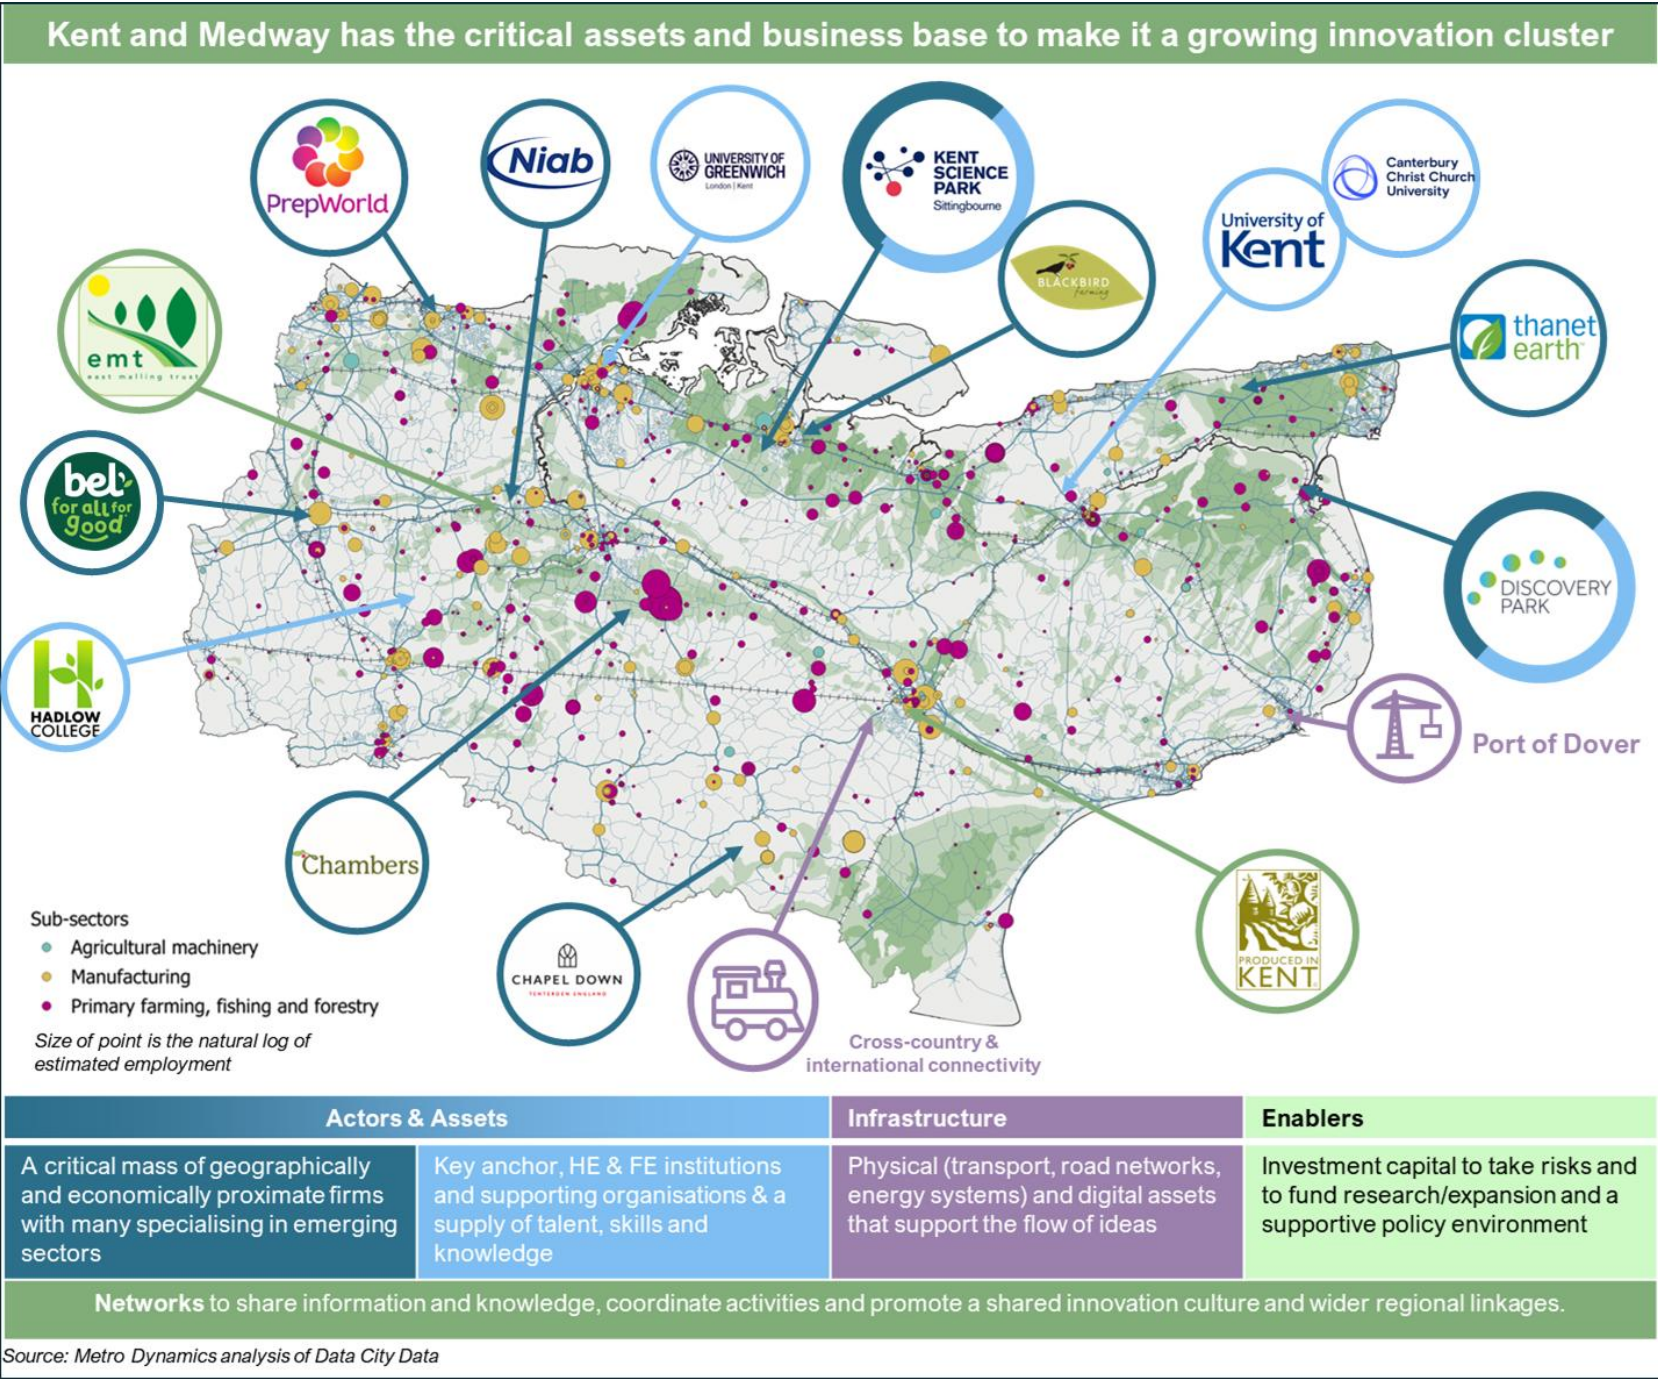 Kent and Medway has the critical assets and business base to make it a growing innovation cluster
PrepWorld
Niab
UNIVERSITY OF
GREENWICH
London | Kent
KENT
SCIENCE
PARK
Sittingbourne
Canterbury
Christ Church
University
University of
Kent
BLACKBIRD
farming
emt
east malling trust
thanet
earth
bel
for all for
good
DISCOVERY
PARK
HADLOW
COLLEGE
Port of Dover
Chambers
CHAPEL DOWN
TENTERDEN ENGLAND
PRODUCED IN
KENT
Sub-sectors
Agricultural machinery
Manufacturing
Primary farming, fishing and forestry
Size of point is the natural log of
estimated employment
Cross-country &
international connectivity
Actors & Assets
Infrastructure
Enablers
A critical mass of geographically
and economically proximate firms
with many specialising in emerging
sectors
Key anchor, HE & FE institutions
and supporting organisations & a
supply of talent, skills and
knowledge
Physical (transport, road networks,
energy systems) and digital assets
that support the flow of ideas
Investment capital to take risks and
to fund research/expansion and a
supportive policy environment
Networks to share information and knowledge, coordinate activities and promote a shared innovation culture and wider regional linkages.
Source: Metro Dynamics analysis of Data City Data